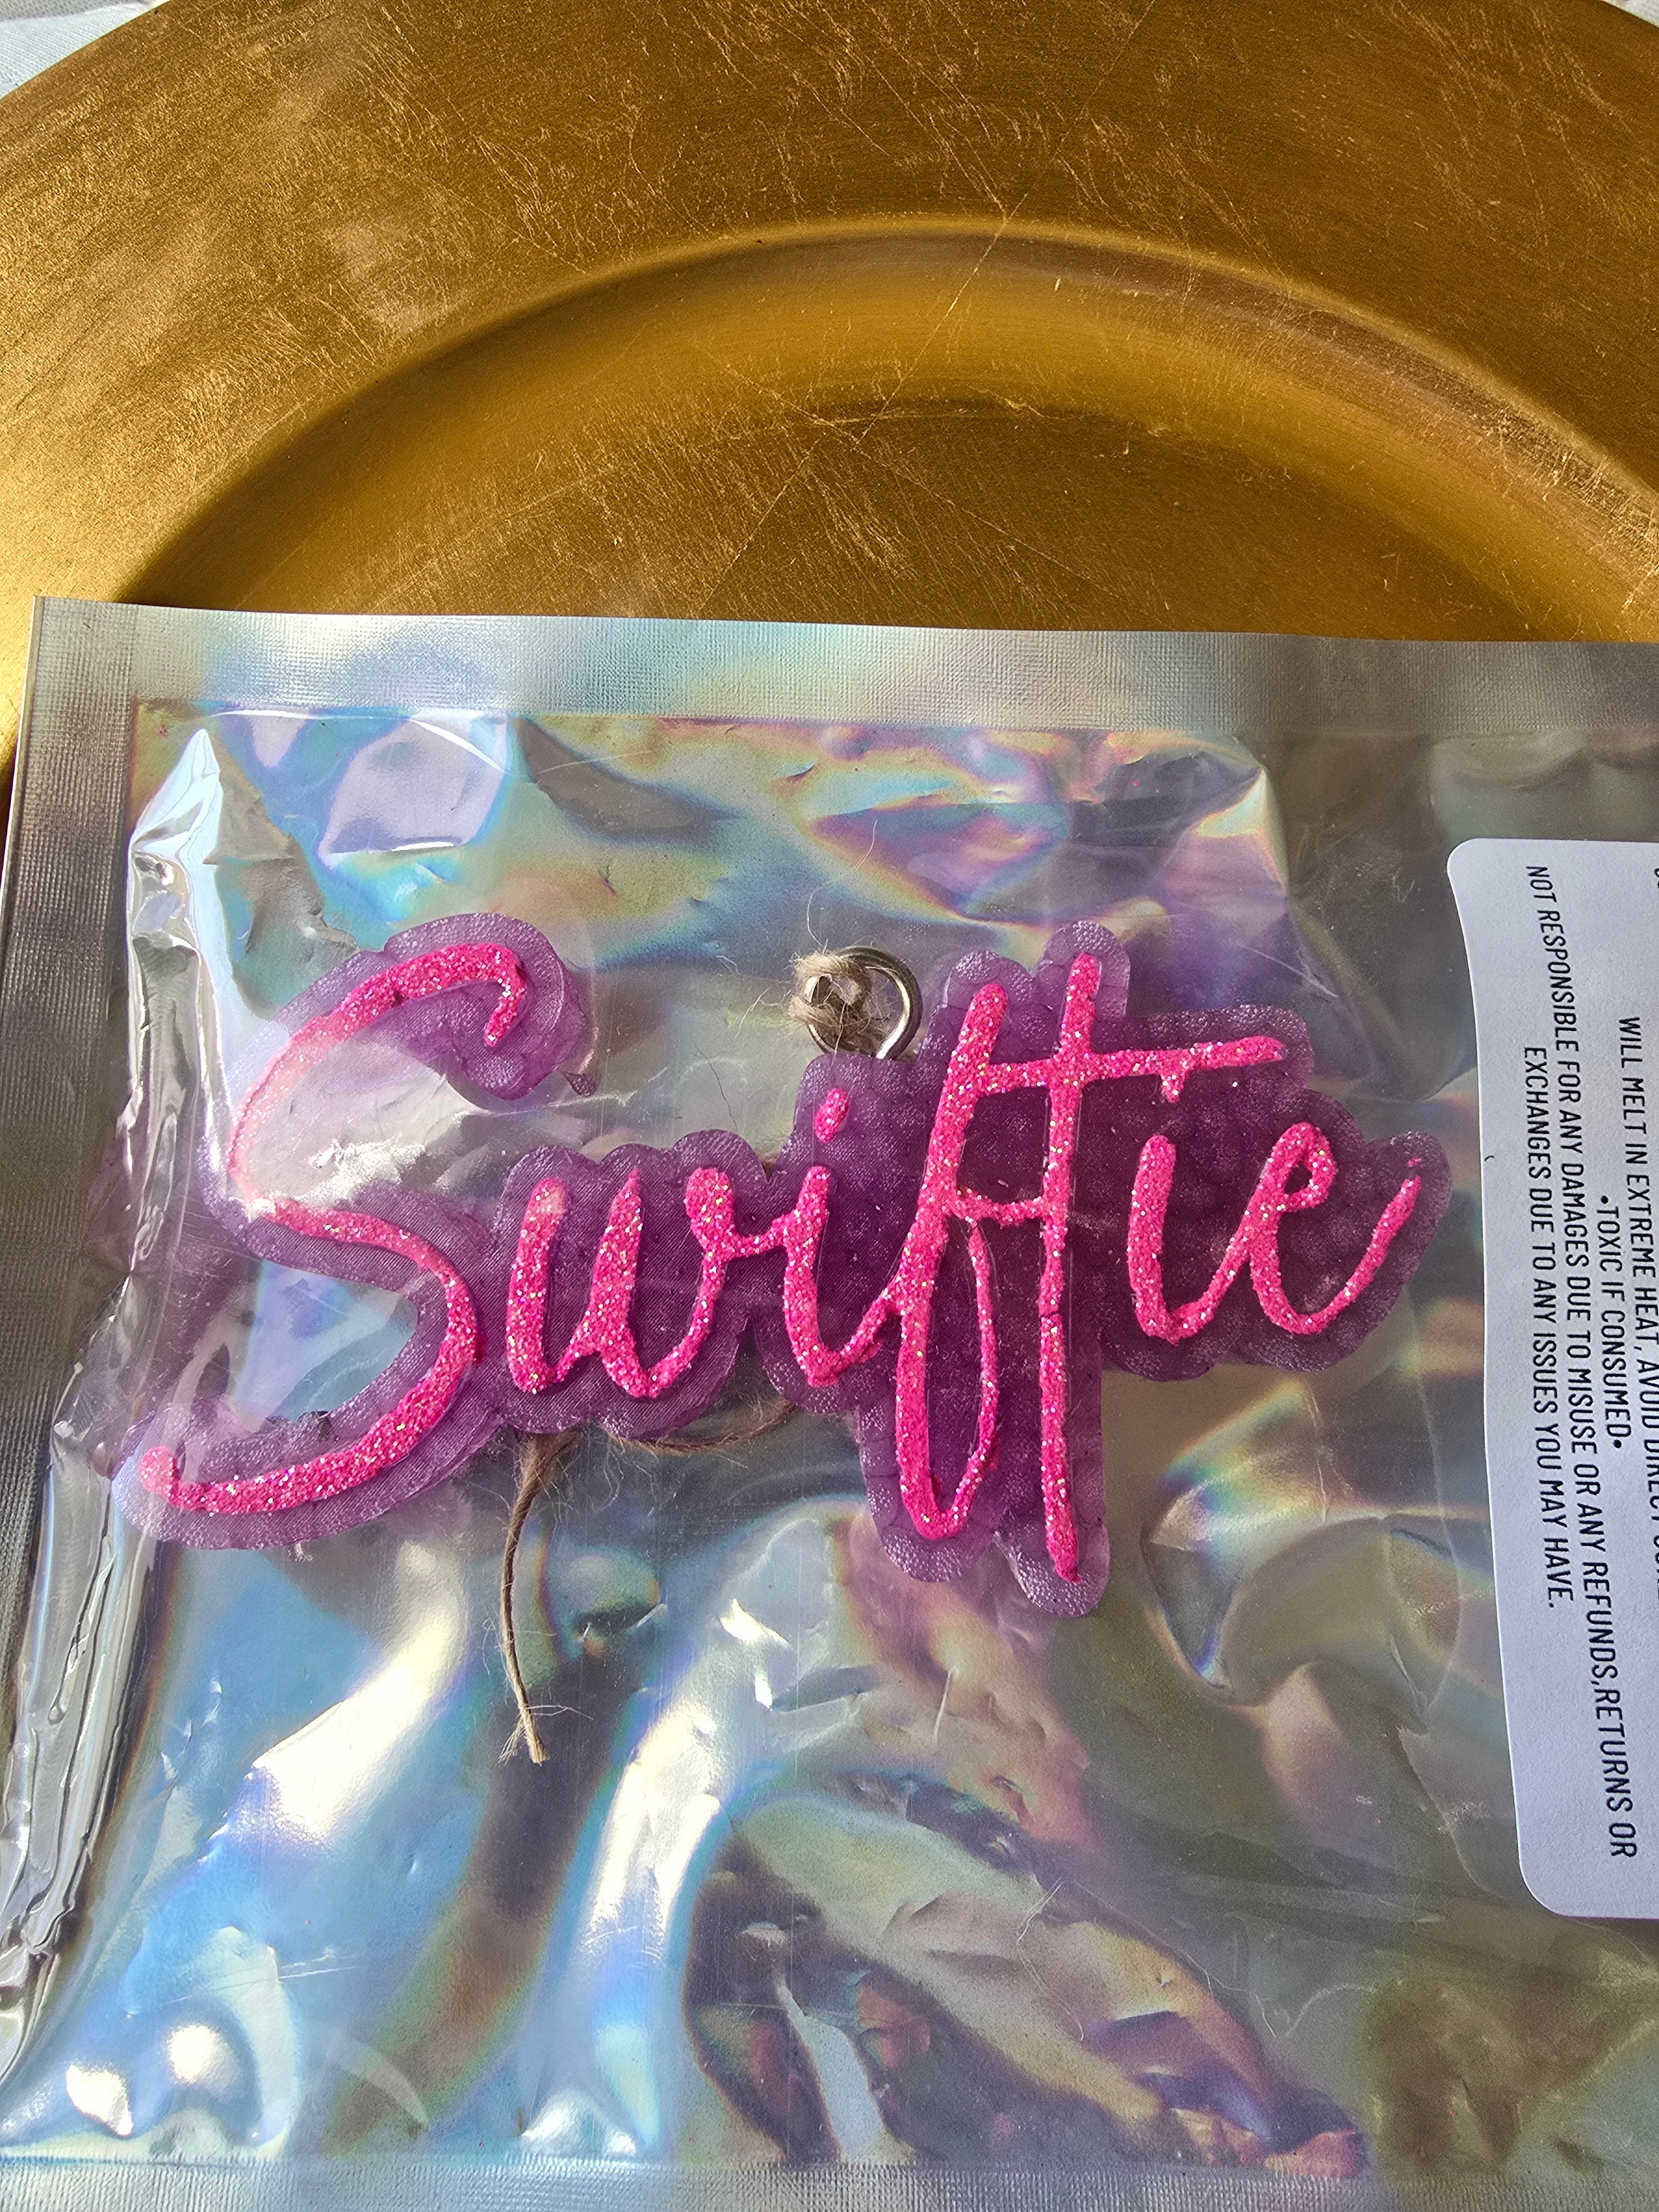 Swiftie
WILL MELT IN EXTREME HEAT, AVOID DIRECT
•TOXIC IF CONSUMED•
NOT RESPONSIBLE FOR ANY DAMAGES DUE TO MISUSE OR ANY REFUNDS,RETURNS OR
EXCHANGES DUE TO ANY ISSUES YOU MAY HAVE.